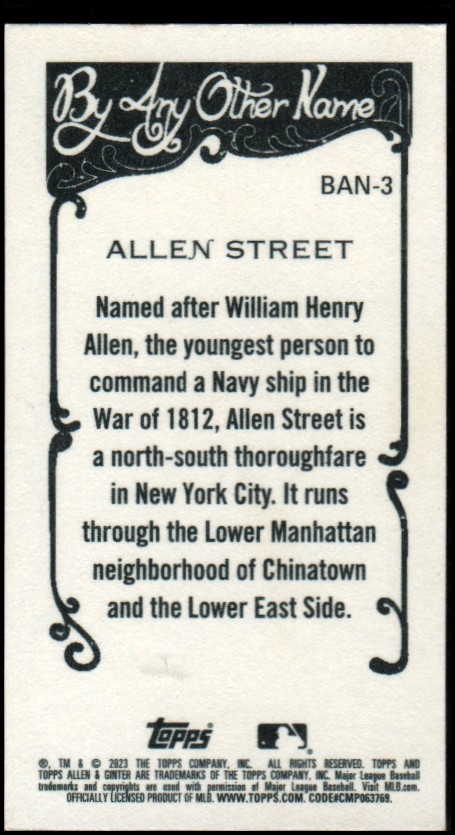 By Any Other Name
BAN-3
ALLEN STREET
Named after William Henry
Allen, the youngest person to
command a Navy ship in the
War of 1812, Allen Street is
a north-south thoroughfare
in New York City. It runs
through the Lower Manhattan
neighborhood of Chinatown
and the Lower East Side.
topps
®, TM & © 2023 THE TOPPS COMPANY, INC. ALL RIGHTS RESERVED. TOPPS AND
TOPPS ALLEN & GINTER ARE TRADEMARKS OF THE TOPPS COMPANY, INC. Major League Baseball
trademarks and copyrights are used with permission of Major League Baseball. Visit MLB.com.
OFFICIALLY LICENSED PRODUCT OF MLB. WWW.TOPPS.COM. CODE#CMP063769.